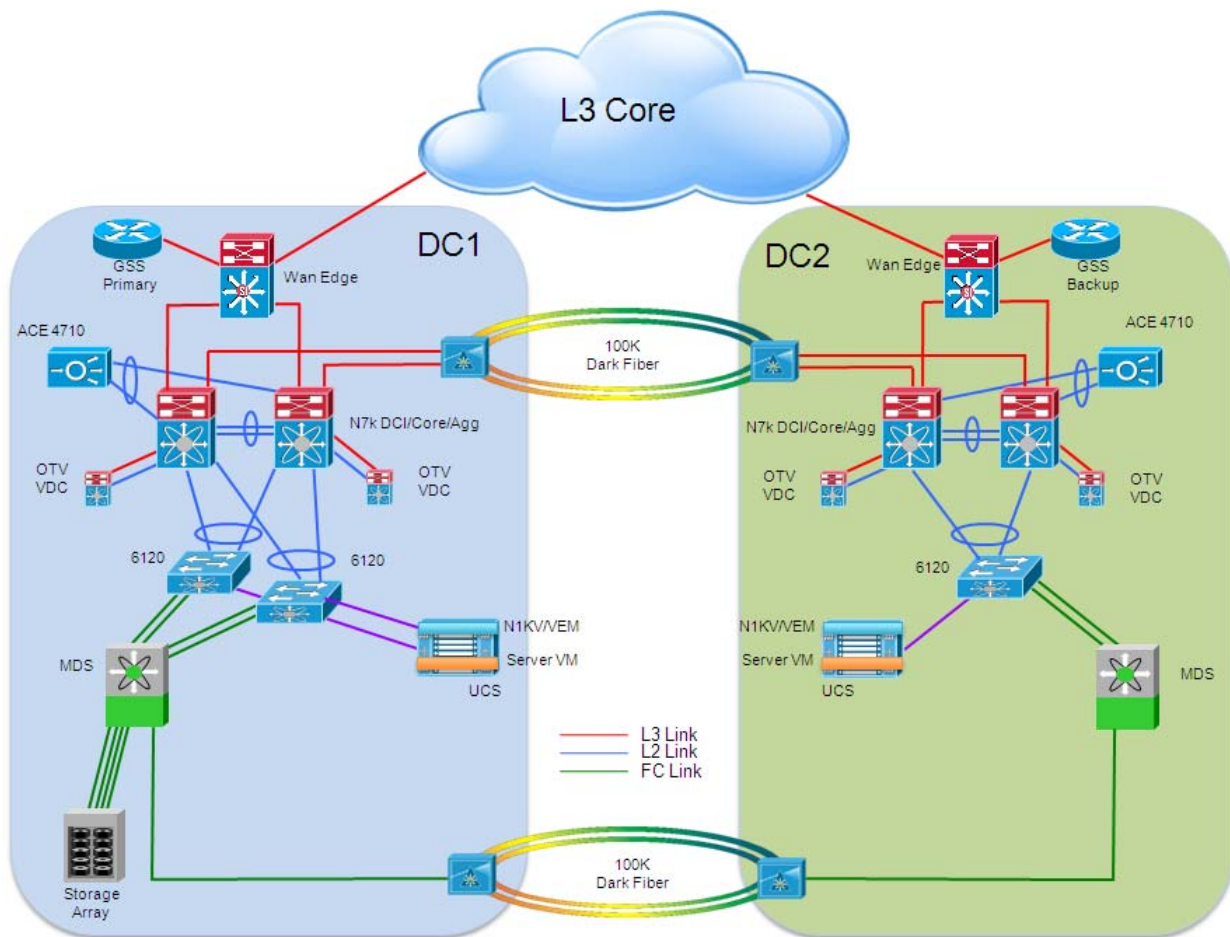 L3 Core
DC1
GSS
Primary
Wan Edge
ACE 4710
N7k DCI/Core/Agg
OTV
VDC
OTV
VDC
6120
6120
N1KV/VEM
Server VM
UCS
MDS
Storage
Array
100K
Dark Fiber
DC2
Wan Edge
GSS
Backup
ACE 4710
N7k DCI/Core/Agg
OTV
VDC
OTV
VDC
6120
N1KV/VEM
Server VM
UCS
MDS
L3 Link
L2 Link
FC Link
100K
Dark Fiber